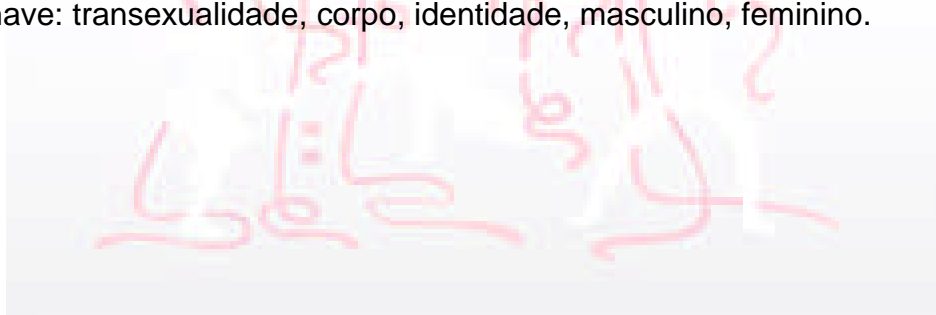 ave: transexualidade, corpo, identidade, masculino, feminino.